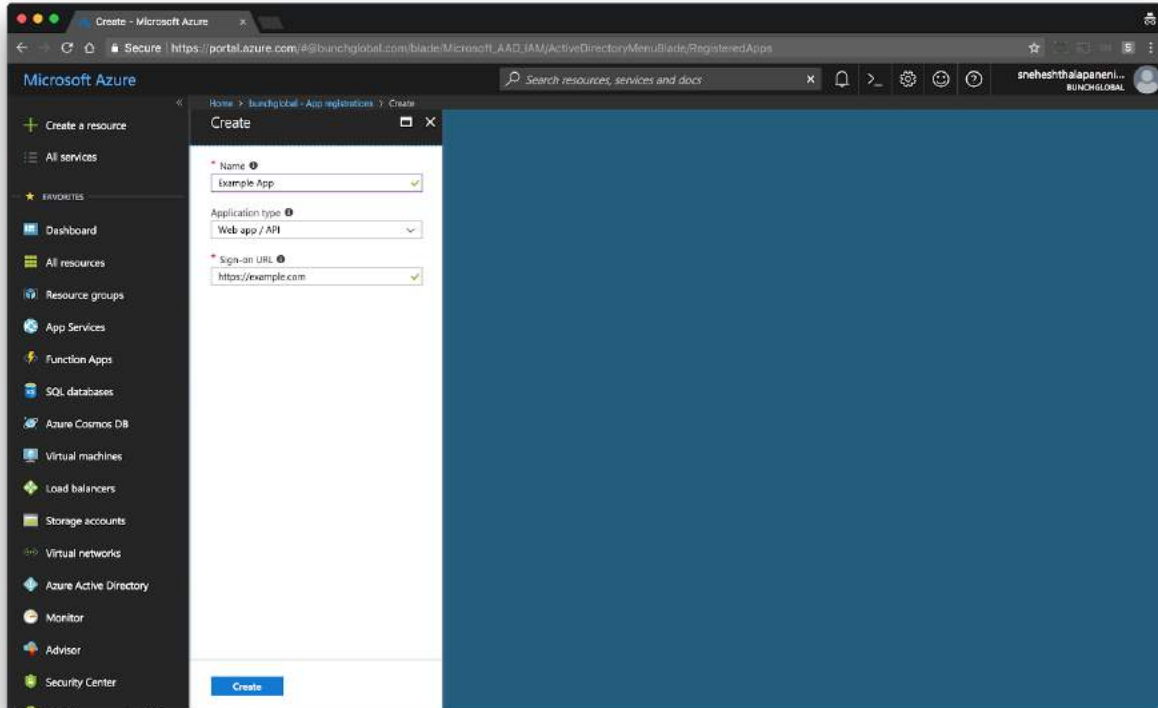 Create - Microsoft Azure
Secure https://portal.azure.com/#@bunchglobal.com/blade/Microsoft_AAD_IAM/ActiveDirectoryMenuBlade/RegisteredApps
Microsoft Azure
Search resources, services and docs
sneheshthalapaneni...
BUNCHGLOBAL
Home > bunchglobal - App registrations > Create
Create
Create a resource
All services
FAVORITES
Dashboard
All resources
Resource groups
App Services
Function Apps
SQL databases
Azure Cosmos DB
Virtual machines
Load balancers
Storage accounts
Virtual networks
Azure Active Directory
Monitor
Advisor
Security Center
* Name
Example App
Application type
Web app / API
* Sign-on URL
https://example.com
Create